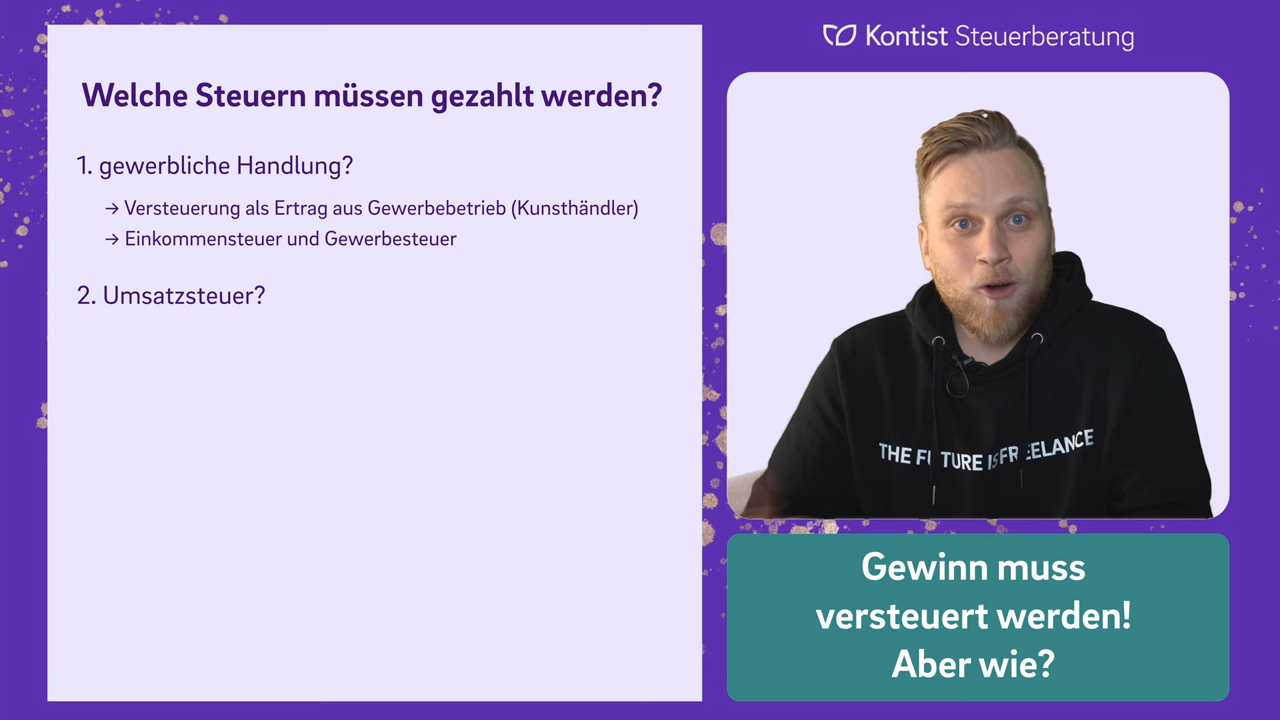 Kontist Steuerberatung
Welche Steuern müssen gezahlt werden?
1. gewerbliche Handlung?
→ Versteuerung als Ertrag aus Gewerbebetrieb (Kunsthändler)
→ Einkommensteuer und Gewerbesteuer
2. Umsatzsteuer?
THE FUTURE IS FREELANCE
Gewinn muss
versteuert werden!
Aber wie?